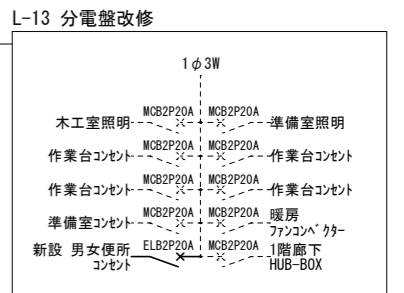 L-13 分電盤改修
1φ3W
木工室照明 MCB2P20A MCB2P20A 準備室照明
作業台コンセント MCB2P20A MCB2P20A 作業台コンセント
作業台コンセント MCB2P20A MCB2P20A 作業台コンセント
準備室コンセント MCB2P20A MCB2P20A 暖房
ファンコンベクター
新設 男女便所 ELB2P20A MCB2P20A 1階廊下
コンセント HUB-BOX